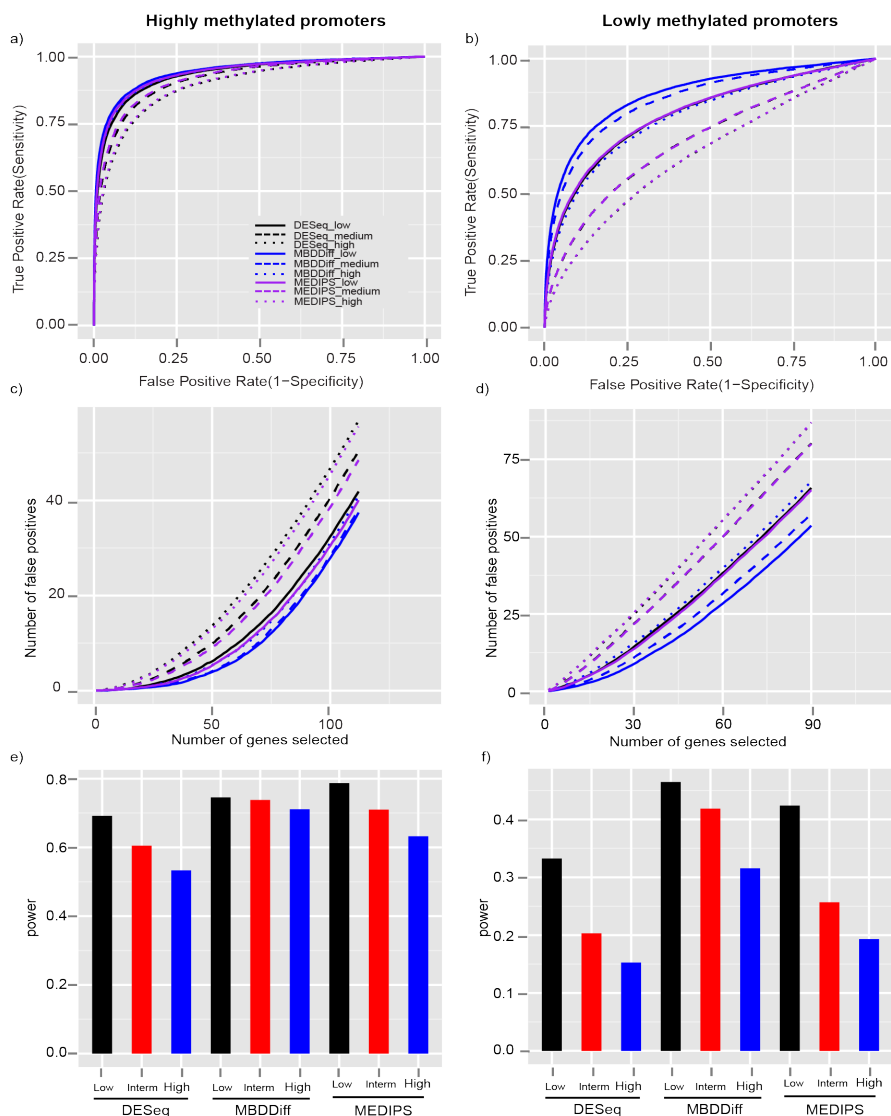 Highly methylated promoters
Lowly methylated promoters
a)
1.00
0.75
0.50
0.25
0.00
True Positive Rate(Sensitivity)
DESeq_low
DESeq_medium
DESeq_high
MBDDiff_low
MBDDiff_medium
MBDDiff_high
MEDIPS_low
MEDIPS_medium
MEDIPS_high
0.00 0.25 0.50 0.75 1.00
False Positive Rate(1−Specificity)
b)
1.00
0.75
0.50
0.25
0.00
True Positive Rate(Sensitivity)
0.00 0.25 0.50 0.75 1.00
False Positive Rate(1−Specificity)
c)
40
20
0
Number of false positives
0 50 100
Number of genes selected
d)
75
50
25
0
Number of false positives
0 30 60 90
Number of genes selected
e)
0.8
0.6
0.4
0.2
0.0
power
Low Interm High Low Interm High Low Interm High
DESeq MBDDiff MEDIPS
f)
0.4
0.3
0.2
0.1
0.0
power
Low Interm High Low Interm High Low Interm High
DESeq MBDDiff MEDIPS